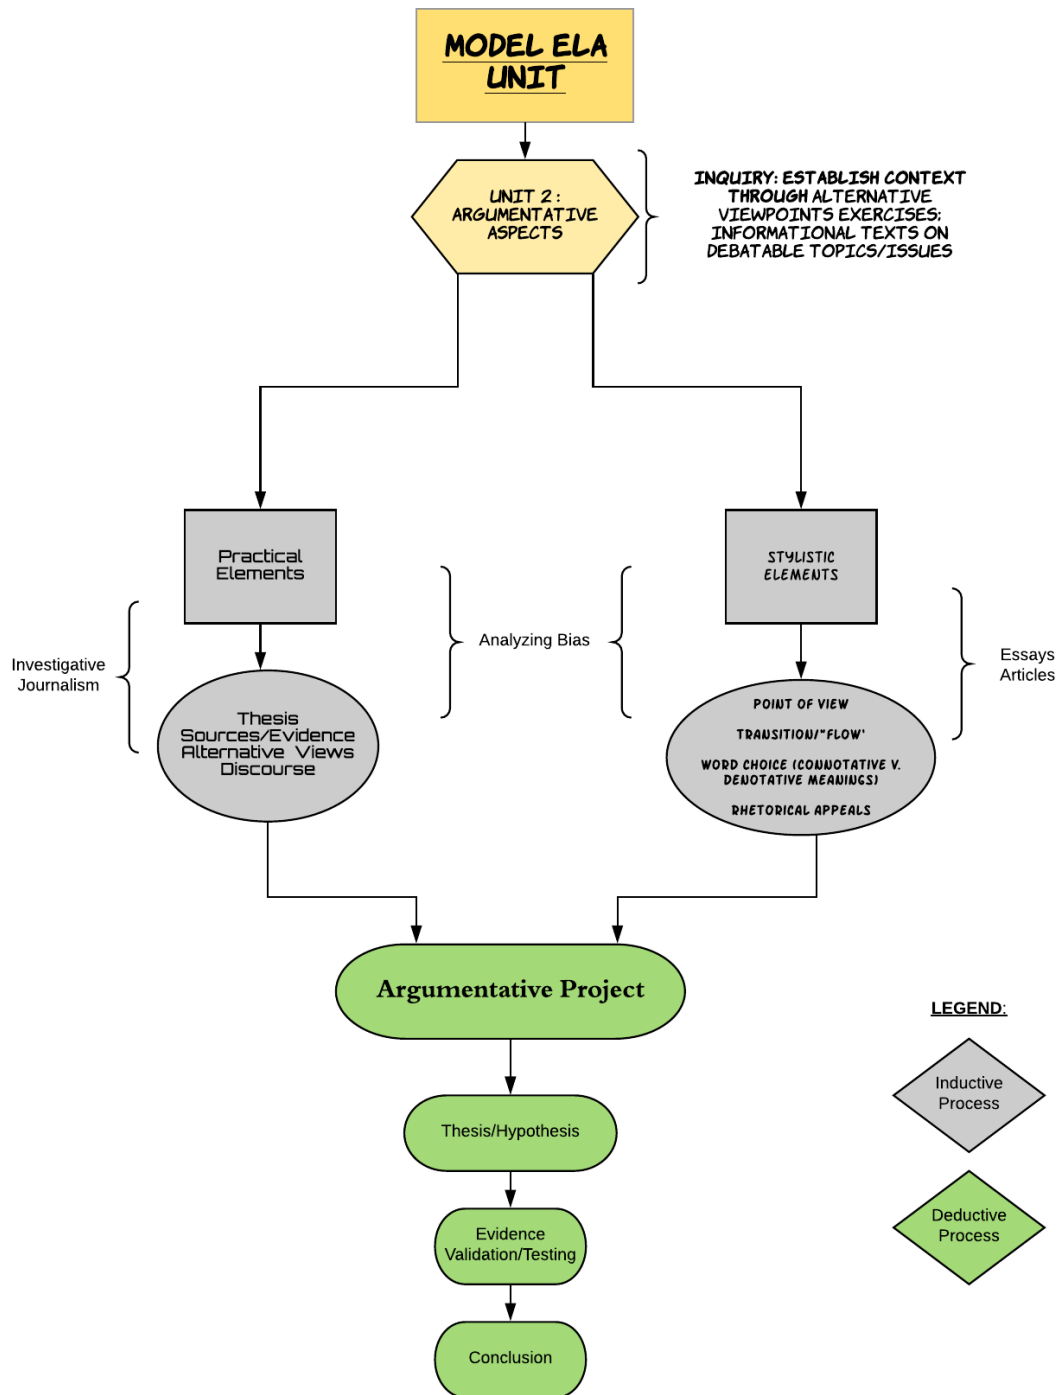 MODEL ELA
UNIT
UNIT 2 :
ARGUMENTATIVE
ASPECTS
INQUIRY: ESTABLISH CONTEXT
THROUGH ALTERNATIVE
VIEWPOINTS EXERCISES;
INFORMATIONAL TEXTS ON
DEBATABLE TOPICS/ISSUES
Practical
Elements
STYLISTIC
ELEMENTS
Analyzing Bias
Investigative
Journalism
Essays
Articles
Thesis
Sources/Evidence
Alternative Views
Discourse
POINT OF VIEW
TRANSITION/"FLOW'
WORD CHOICE (CONNOTATIVE V.
DENOTATIVE MEANINGS)
RHETORICAL APPEALS
Argumentative Project
Thesis/Hypothesis
Evidence
Validation/Testing
Conclusion
LEGEND:
Inductive
Process
Deductive
Process